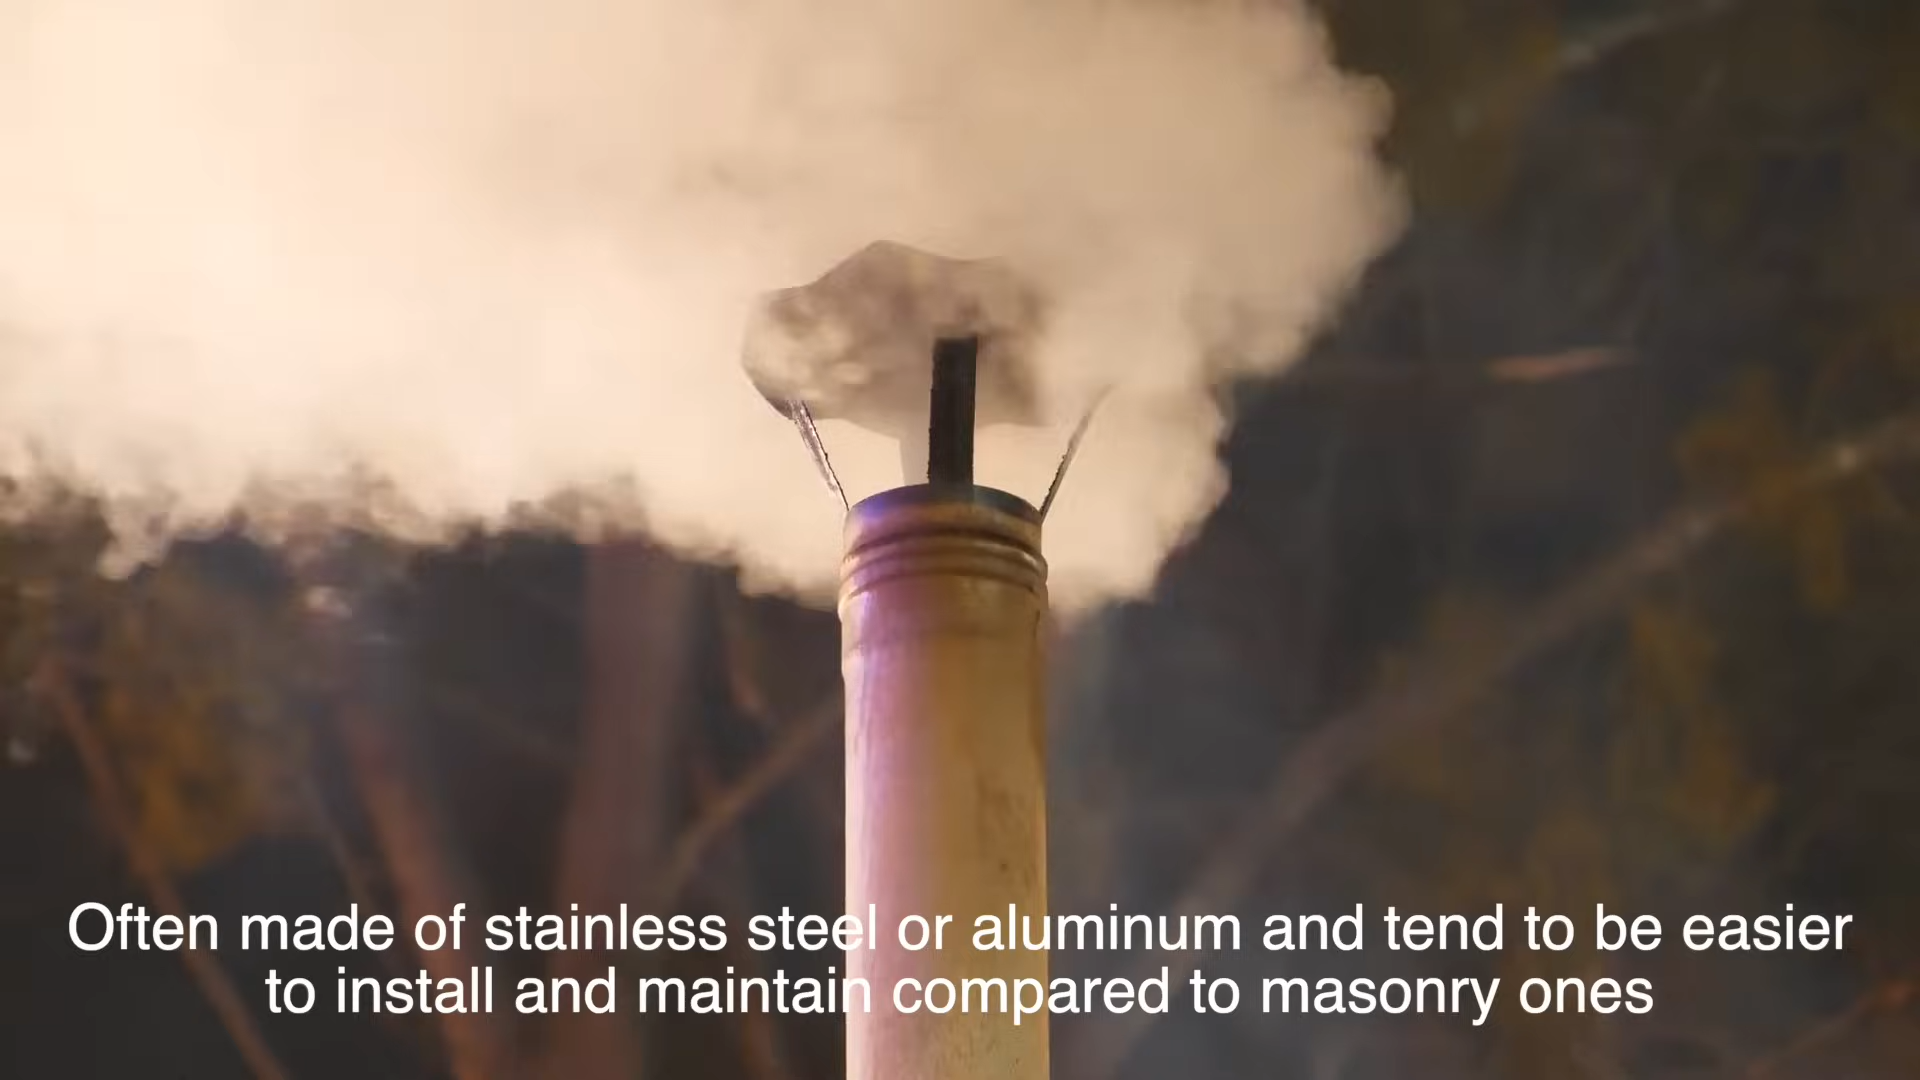 Often made of stainless steel or aluminum and tend to be easier
to install and maintain compared to masonry ones